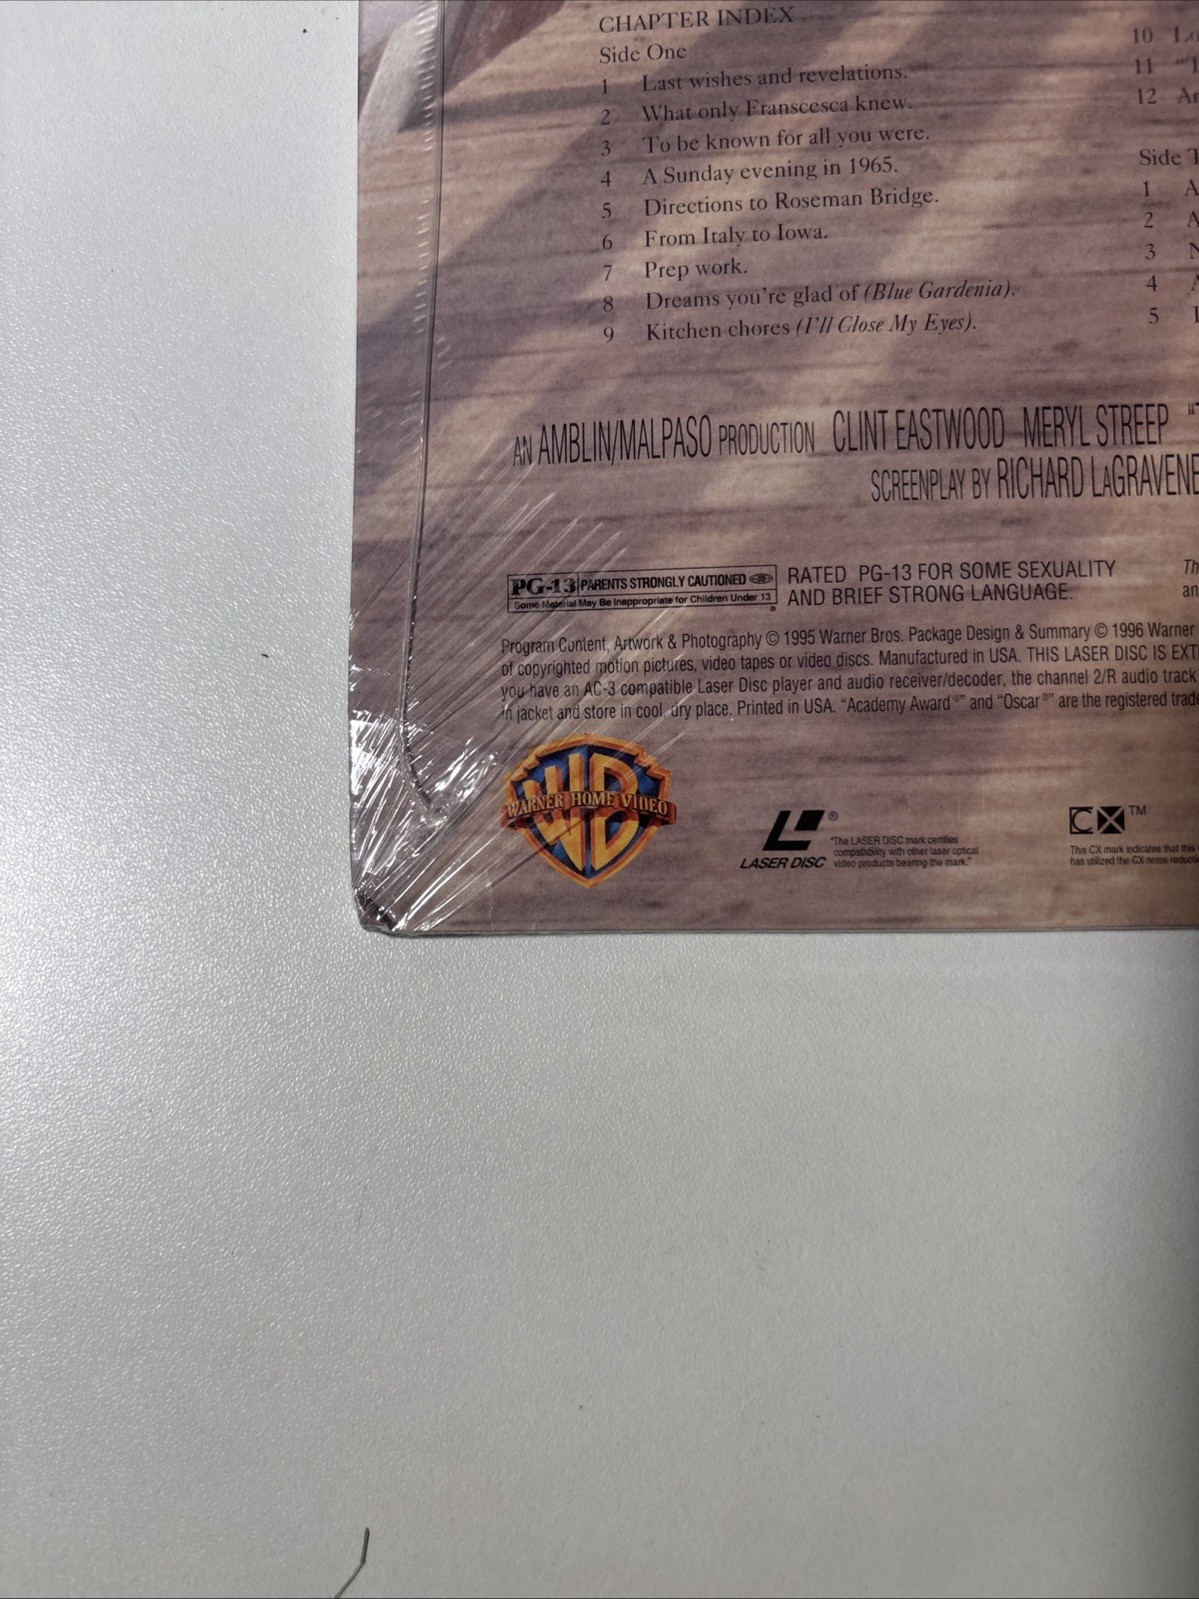 CHAPTER INDEX
Side One
1 Last wishes and revelations.
2 What only Franscesca knew.
3 To be known for all you were.
4 A Sunday evening in 1965.
5 Directions to Roseman Bridge.
6 From Italy to Iowa.
7 Prep work.
8 Dreams you're glad of (Blue Gardenia).
9 Kitchen chores (I'll Close My Eyes).
10
11
12
Side
1 A
2 A
3
4
5
AN AMBLIN/MALPASO PRODUCTION CLINT EASTWOOD MERYL STREEP
SCREENPLAY BY RICHARD LAGRAVENE
PG-13 PARENTS STRONGLY CAUTIONED
Some Material May Be Inappropriate for Children Under 13
RATED PG-13 FOR SOME SEXUALITY
AND BRIEF STRONG LANGUAGE.
Th
an
Program Content, Artwork & Photography © 1995 Warner Bros. Package Design & Summary © 1996 Warner
of copyrighted motion pictures, video tapes or video discs. Manufactured in USA. THIS LASER DISC IS EXT
you have an AC-3 compatible Laser Disc player and audio receiver/decoder, the channel 2/R audio track
in jacket and store in cool, dry place. Printed in USA. "Academy Award®" and "Oscar®" are the registered trade
WB
WARNER HOME VIDEO
LASER DISC ®
"The LASER DISC mark certifies
compatibility with other laser optical
video products bearing the mark."
CX™
This CX mark indicates that this
has utilized the CX noise reducti